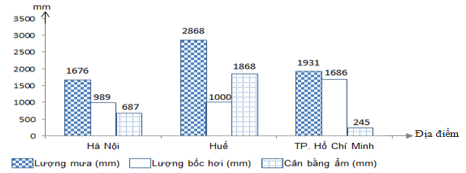 mm
3500
3000
2500
2000
1500
1000
500
0
1676
989
687
2868
1000
1868
1931
1686
245
Hà Nội
Huế
TP. Hồ Chí Minh
Địa điểm
Lượng mưa (mm)
Lượng bốc hơi (mm)
Cân bằng ẩm (mm)